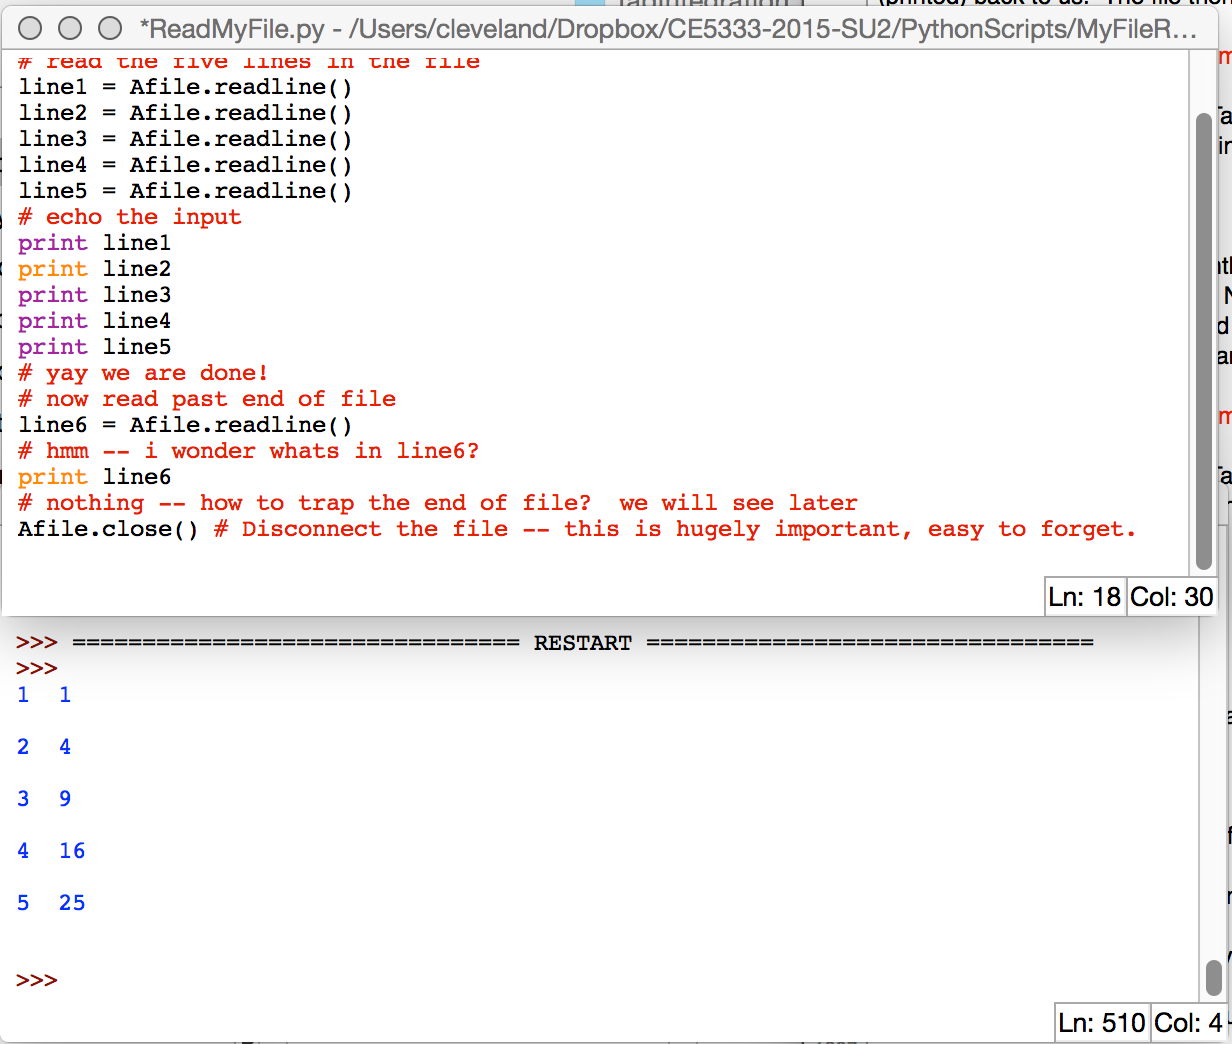 *ReadMyFile.py - /Users/cleveland/Dropbox/CE5333-2015-SU2/PythonScripts/MyFileR...
# read the five lines in the file
line1 = Afile.readline()
line2 = Afile.readline()
line3 = Afile.readline()
line4 = Afile.readline()
line5 = Afile.readline()
# echo the input
print line1
print line2
print line3
print line4
print line5
# yay we are done!
# now read past end of file
line6 = Afile.readline()
# hmm -- i wonder whats in line6?
print line6
# nothing -- how to trap the end of file?  we will see later
Afile.close() # Disconnect the file -- this is hugely important, easy to forget.
Ln: 18 Col: 30
>>> ================================ RESTART ================================
>>>
1  1
2  4
3  9
4  16
5  25
>>>
Ln: 510 Col: 4